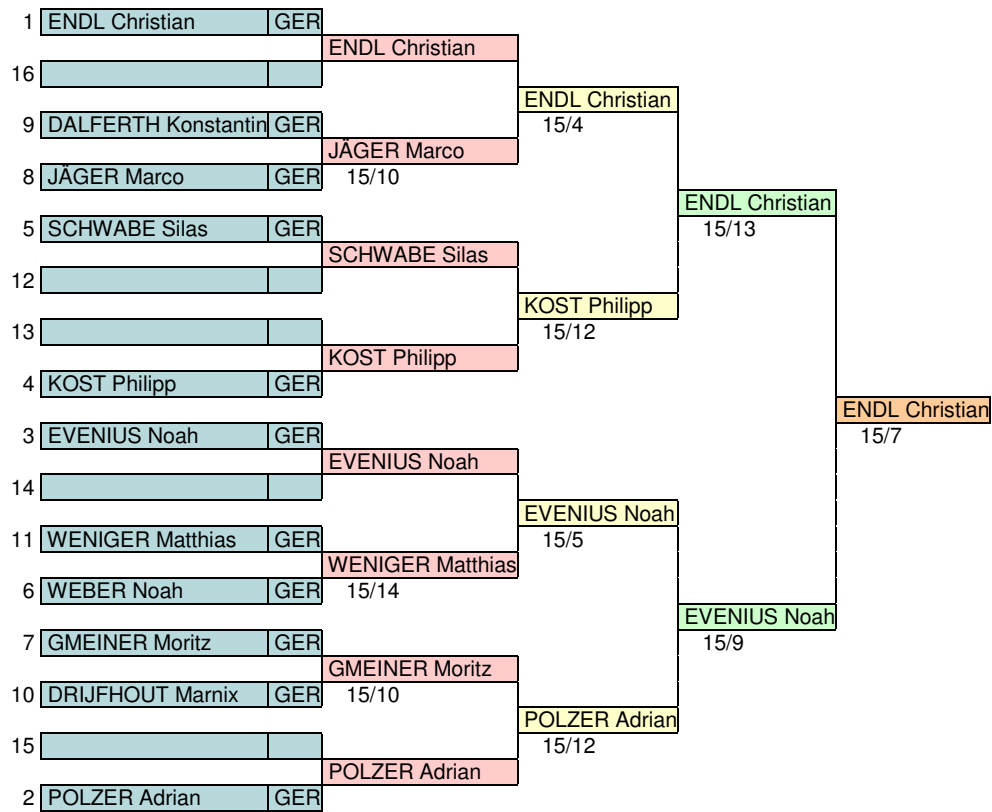 1 ENDL Christian GER
ENDL Christian
16
ENDL Christian
9 DALFERTH Konstantin GER
15/4
JÄGER Marco
8 JÄGER Marco GER
15/10
ENDL Christian
5 SCHWABE Silas GER
15/13
SCHWABE Silas
12
KOST Philipp
13
15/12
KOST Philipp
4 KOST Philipp GER
ENDL Christian
3 EVENIUS Noah GER
15/7
EVENIUS Noah
14
EVENIUS Noah
11 WENIGER Matthias GER
15/5
WENIGER Matthias
6 WEBER Noah GER
15/14
EVENIUS Noah
7 GMEINER Moritz GER
15/9
GMEINER Moritz
10 DRIJFHOUT Marnix GER
15/10
POLZER Adrian
15
15/12
POLZER Adrian
2 POLZER Adrian GER